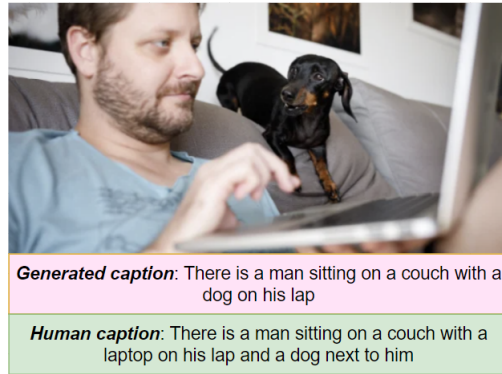 Generated caption: There is a man sitting on a couch with a
dog on his lap
Human caption: There is a man sitting on a couch with a
laptop on his lap and a dog next to him